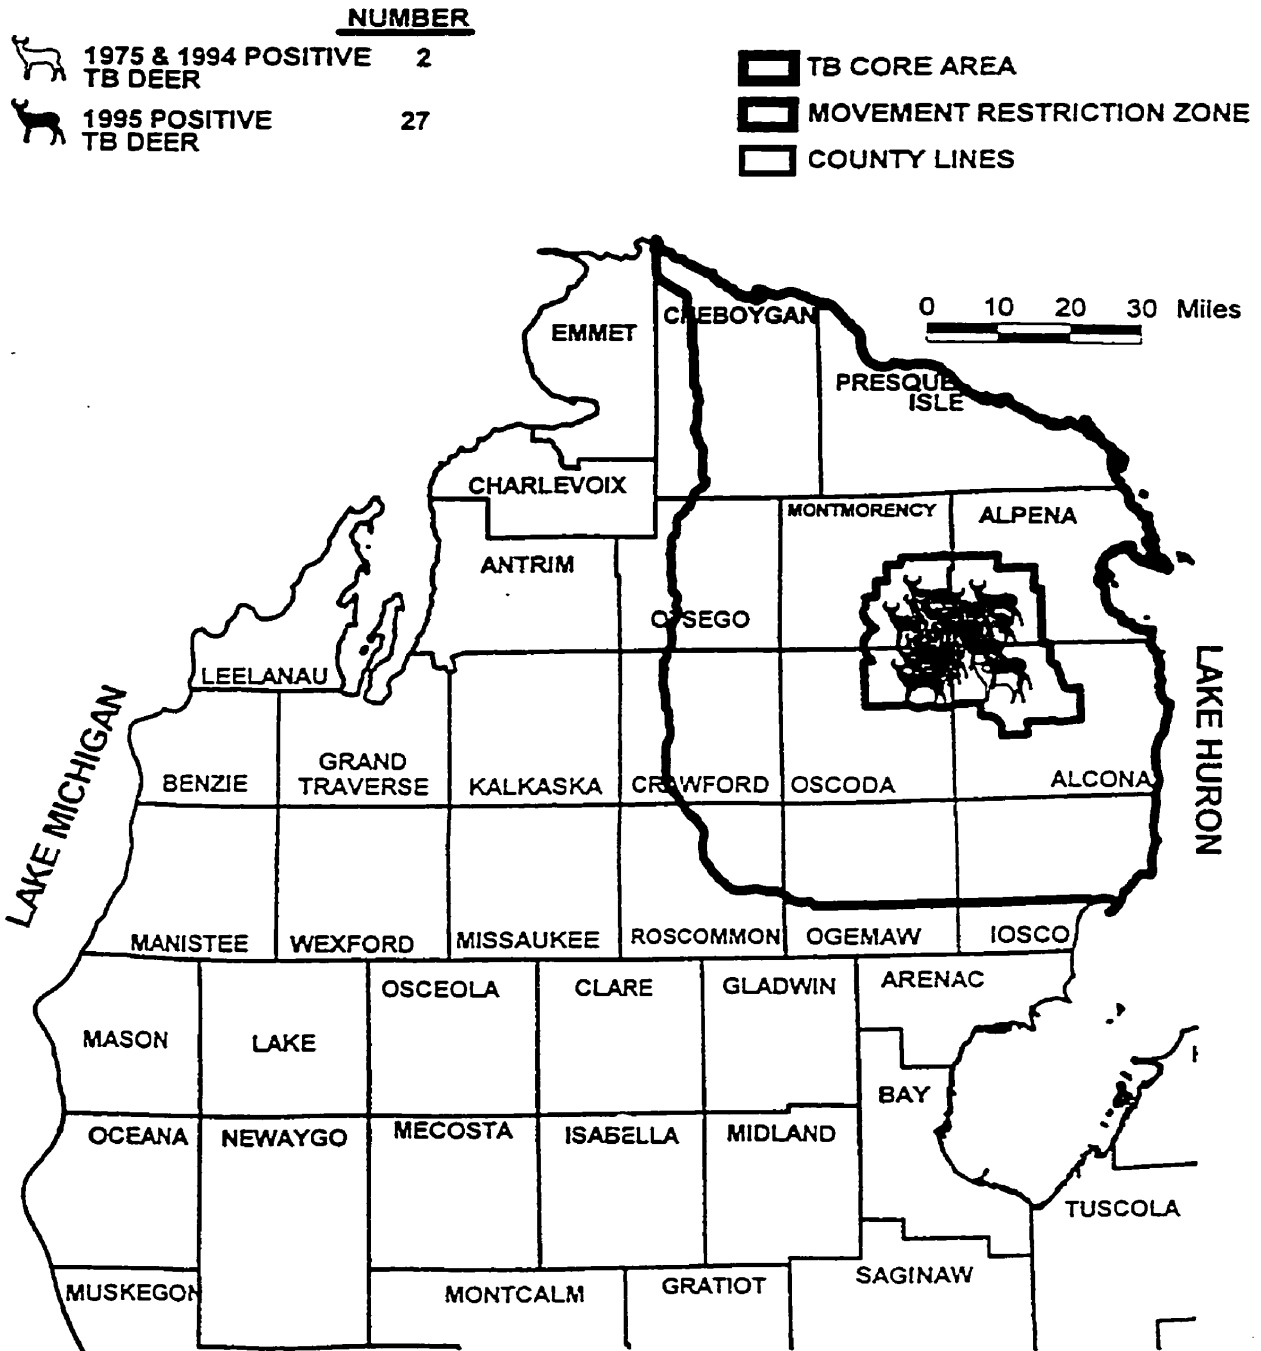 NUMBER
1975 & 1994 POSITIVE 2
TB DEER
1995 POSITIVE 27
TB DEER
TB CORE AREA
MOVEMENT RESTRICTION ZONE
COUNTY LINES
0 10 20 30 Miles
CHEBOYGAN
EMMET
PRESQUE
ISLE
CHARLEVOIX
MONTMORENCY
ALPENA
ANTRIM
OTSEGO
LEELANAU
LAKE MICHIGAN
LAKE HURON
GRAND
BENZIE
TRAVERSE
KALKASKA
CRAWFORD
OSCODA
ALCONA
MANISTEE
WEXFORD
MISSAUKEE
ROSCOMMON
OGEMAW
IOSCO
OSCEOLA
CLARE
GLADWIN
ARENAC
MASON
LAKE
BAY
OCEANA
NEWAYGO
MECOSTA
ISABELLA
MIDLAND
TUSCOLA
MUSKEGON
MONTCALM
GRATIOT
SAGINAW